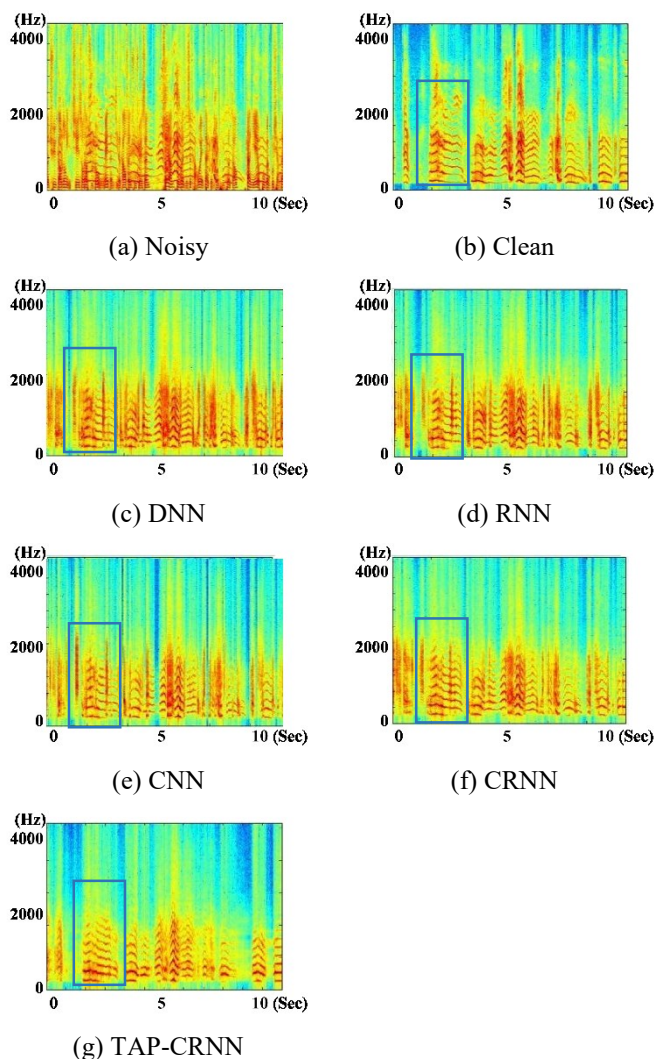 (Hz) (Hz)
4000 4000
2000 2000
0 0
0 5 10 (Sec) 0 5 10 (Sec)
(a) Noisy (b) Clean
(Hz) (Hz)
4000 4000
2000 2000
0 0
0 5 10 (Sec) 0 5 10 (Sec)
(c) DNN (d) RNN
(Hz) (Hz)
4000 4000
2000 2000
0 0
0 5 10 (Sec) 0 5 10 (Sec)
(e) CNN (f) CRNN
(Hz)
4000
2000
0
0 5 10 (Sec)
(g) TAP-CRNN